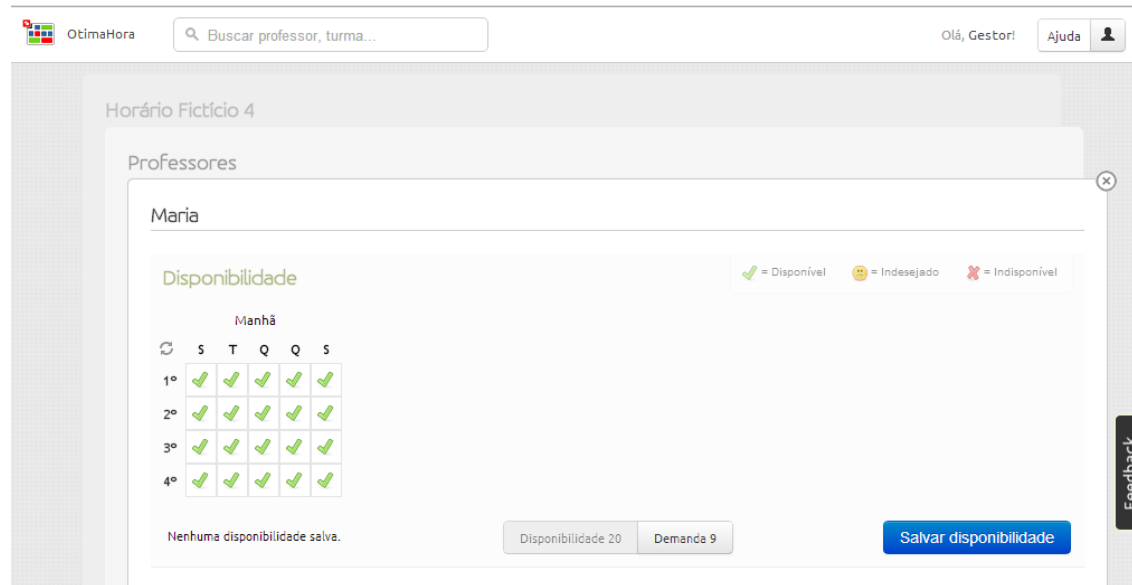 OtimaHora
Buscar professor, turma...
Olá, Gestor!
Ajuda
Horário Fictício 4
Professores
Maria
Disponibilidade
= Disponível
= Indesejado
= Indisponível
Manhã
S T Q Q S
1º
2º
3º
4º
Nenhuma disponibilidade salva.
Disponibilidade 20
Demanda 9
Salvar disponibilidade
Feedback